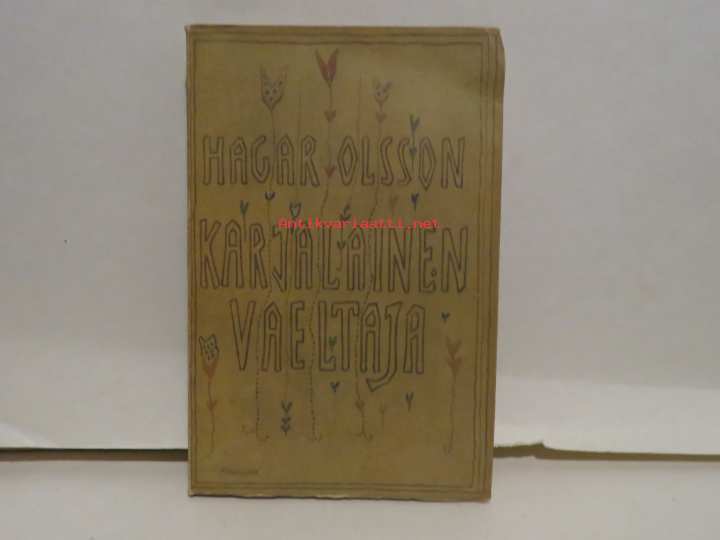 HAGAR OLSSON
Antikvariaatti.net
KARJALAINEN
VAELTAJA